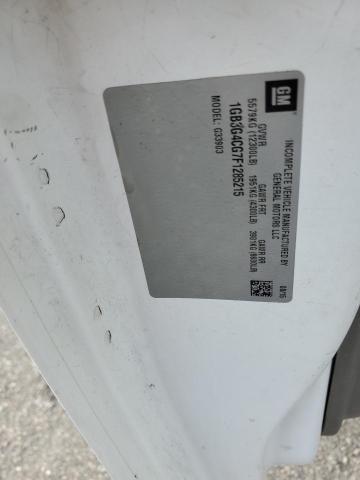 GM
INCOMPLETE VEHICLE MANUFACTURED BY
GENERAL MOTORS LLC
08/15
GVWR GAWR FRT GAWR RR
5579KG (12300LB) 1951KG (4300LB) 3901KG (8600LB)
1GB3G4CG7F1285215
MODEL: G33903